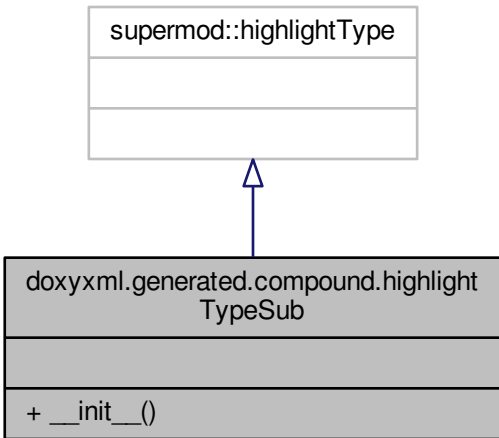 supermod::highlightType
doxyxml.generated.compound.highlight
TypeSub
+ __init__()